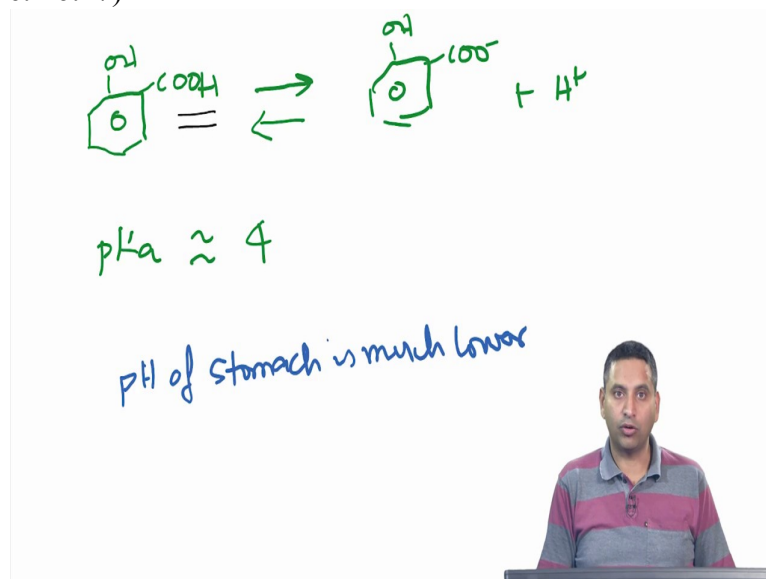 OH OH
COOH ⇌ COO⁻ + H⁺
pKa ≈ 4
pH of stomach is much lower